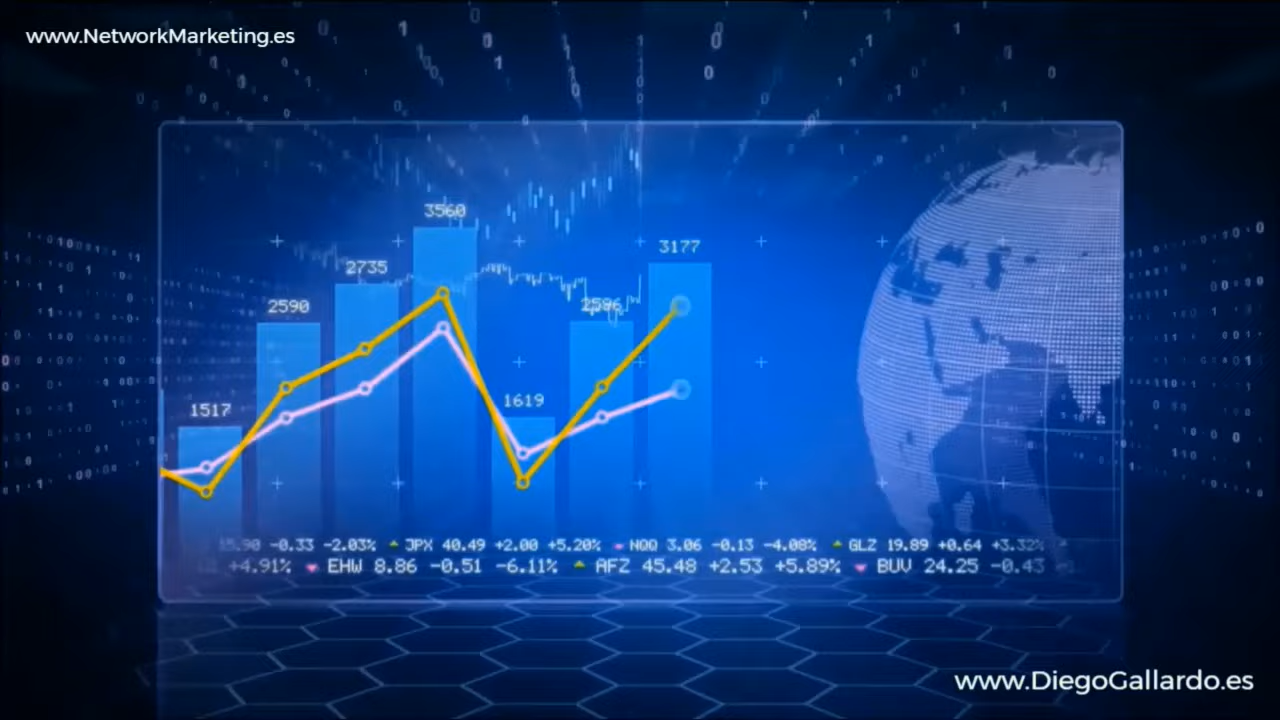 www.NetworkMarketing.es
3560
3177
2735
2590
1619
1517
-0.33 -2.03% JPX 40.49 +2.00 +5.20% NQQ 3.06 -0.13 -4.08% GLZ 19.89 +0.64 +3.32%
+4.91% EHW 8.86 -0.51 -6.11% AFZ 45.48 +2.53 +5.89% BUV 24.25 -0.43
www.DiegoGallardo.es